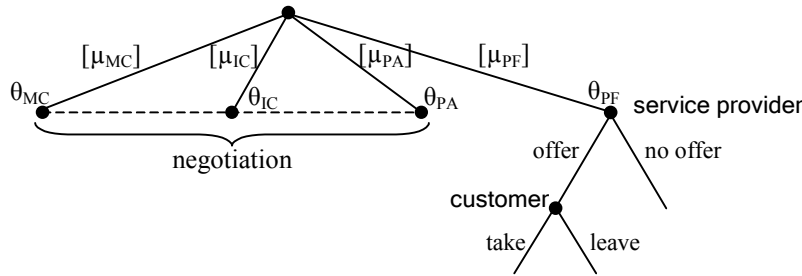 [μMC] [μIC] [μPA] [μPF]
θMC θIC θPA θPF service provider
negotiation
offer no offer
customer
take leave